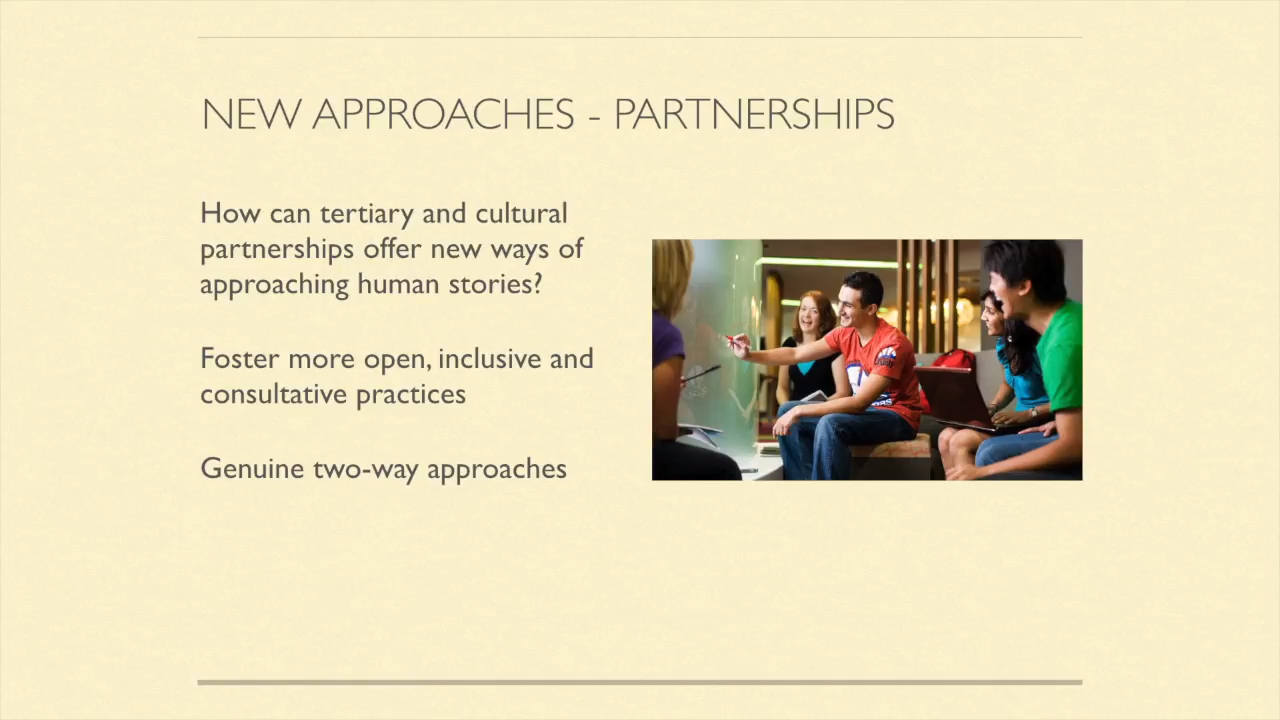 NEW APPROACHES - PARTNERSHIPS
How can tertiary and cultural
partnerships offer new ways of
approaching human stories?
Foster more open, inclusive and
consultative practices
Genuine two-way approaches